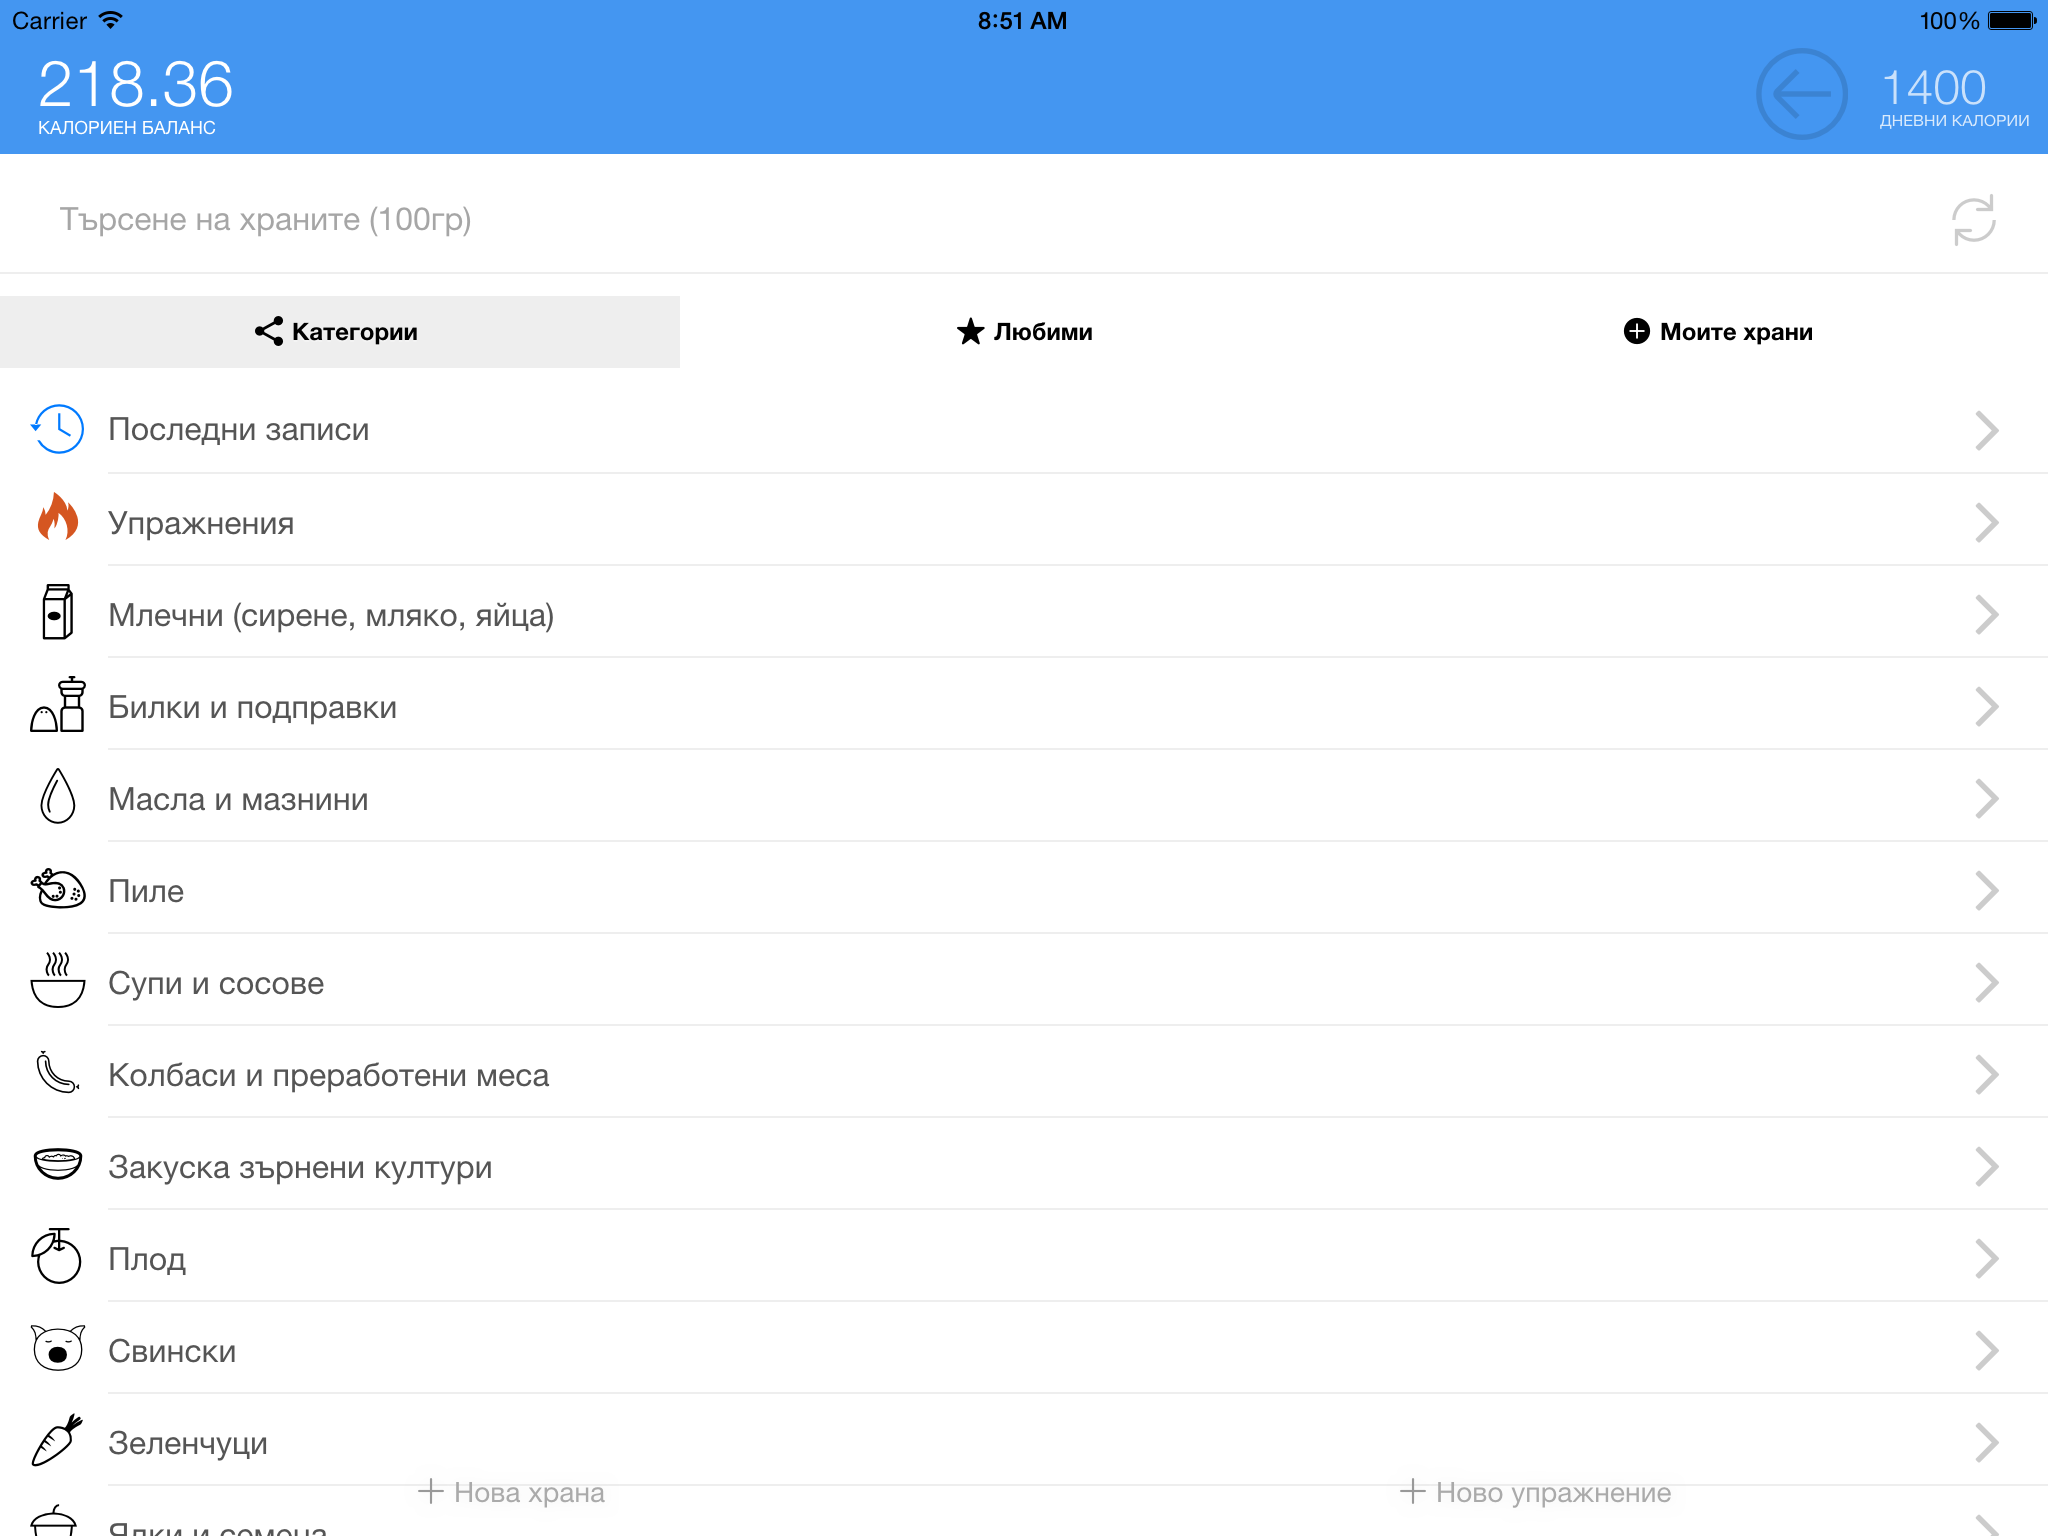 Carrier
8:51 AM
100%
218.36
КАЛОРИЕН БАЛАНС
1400
ДНЕВНИ КАЛОРИИ
Търсене на храните (100гр)
Категории
Любими
Моите храни
Последни записи
Упражнения
Млечни (сирене, мляко, яйца)
Билки и подправки
Масла и мазнини
Пиле
Супи и сосове
Колбаси и преработени меса
Закуска зърнени култури
Плод
Свински
Зеленчуци
Нова храна
Ново упражнение
Ядки и семена